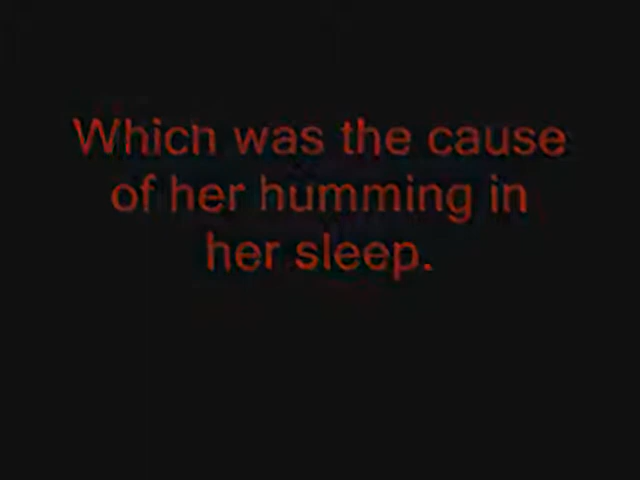 Which was the cause
of her humming in
her sleep.